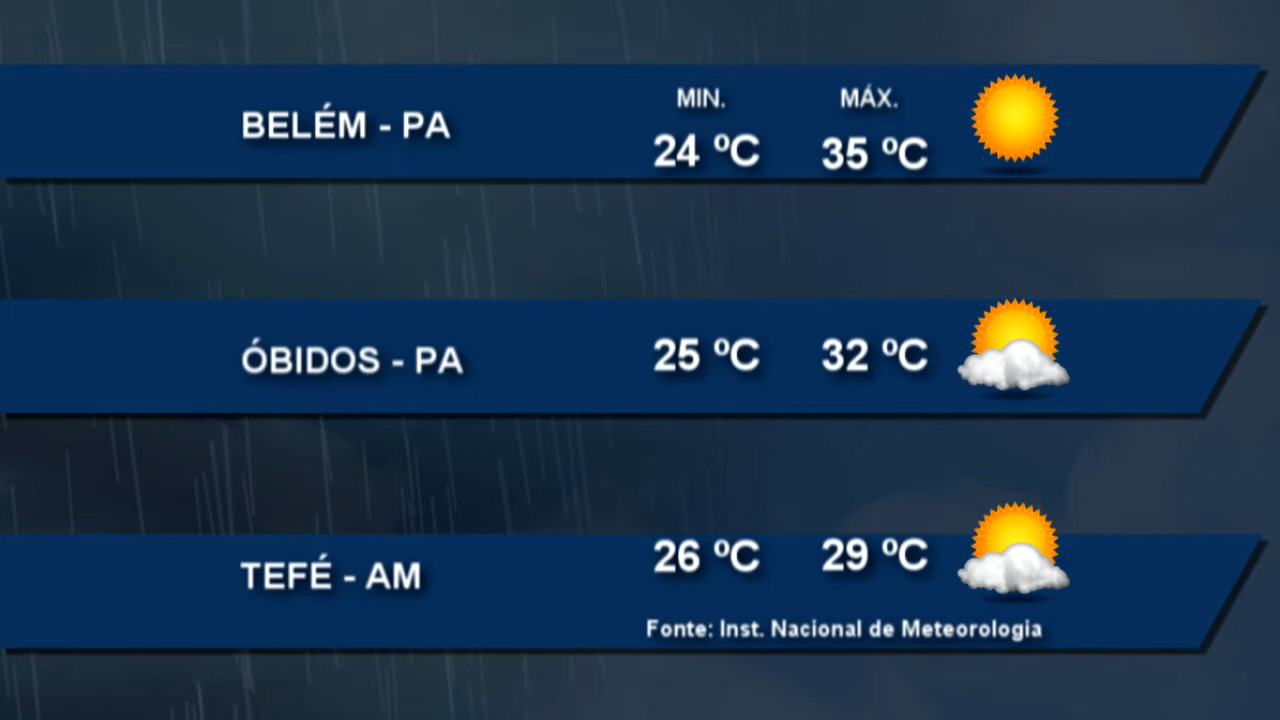 MIN. MÁX.
BELÉM - PA 24 ºC 35 ºC
ÓBIDOS - PA 25 ºC 32 ºC
TEFÉ - AM 26 ºC 29 ºC
Fonte: Inst. Nacional de Meteorologia